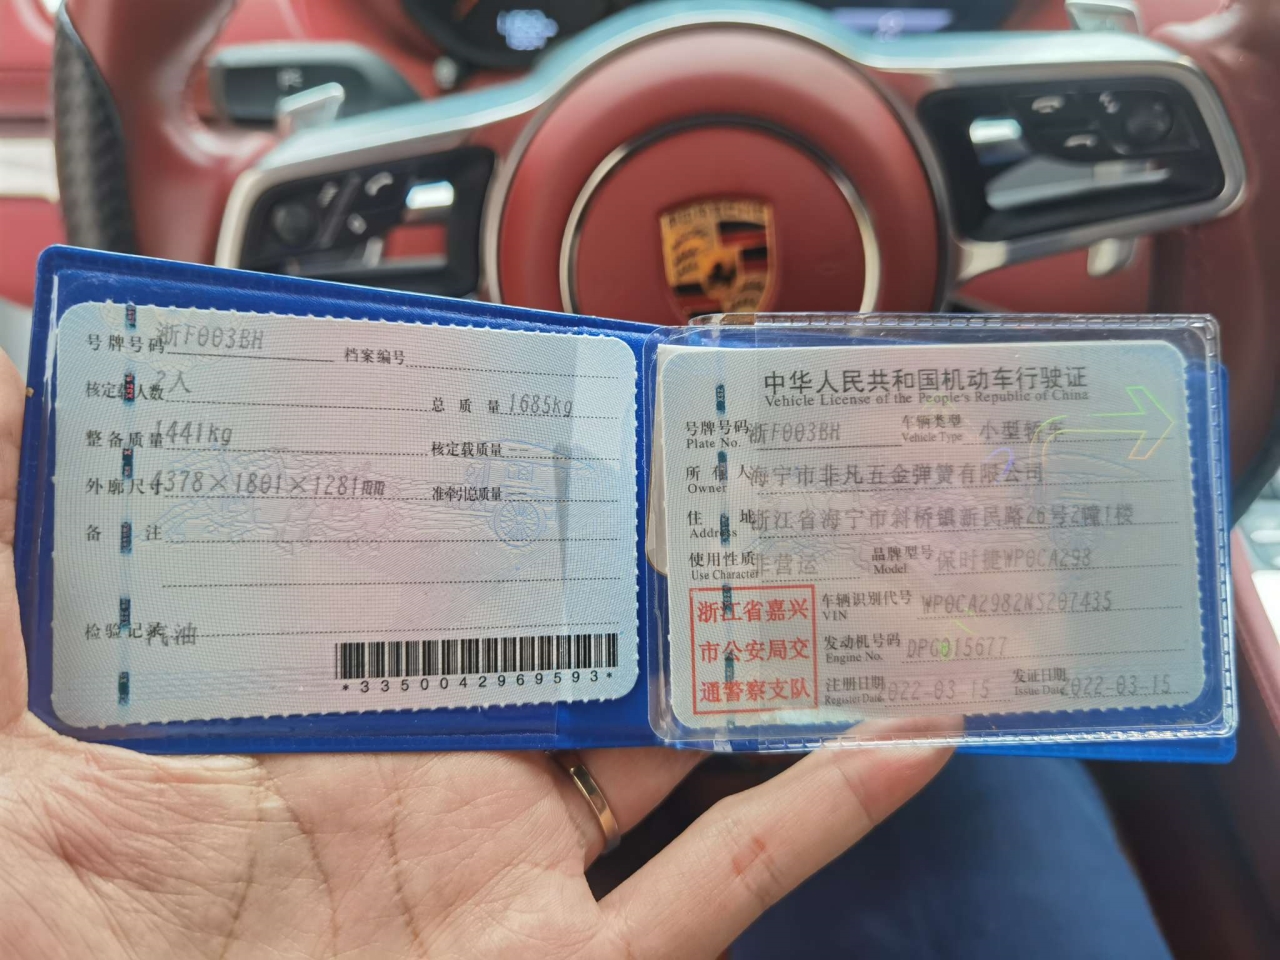 号牌号码 浙F003BH 档案编号
核定载人数 2人 总质量 1685kg
整备质量 1441kg 核定载质量 --
外廓尺寸 4378×1801×1281mm 准牵引总质量 --
备注
检验记录 汽油
*3350042969593*
中华人民共和国机动车行驶证
Vehicle License of the People's Republic of China
号牌号码 浙F003BH 车辆类型 小型轿车
Plate No. Vehicle Type
所有人 海宁市非凡五金弹簧有限公司
Owner
住址 浙江省海宁市斜桥镇新民路26号2幢1楼
Address
使用性质 非营运 品牌型号 保时捷WP0CA298
Use Character Model
浙江省嘉兴
市公安局交
通警察支队
车辆识别代号 WP0CA2982NS207435
VIN
发动机号码 DPG015677
Engine No.
注册日期 2022-03-15 发证日期 2022-03-15
Register Date Issue Date